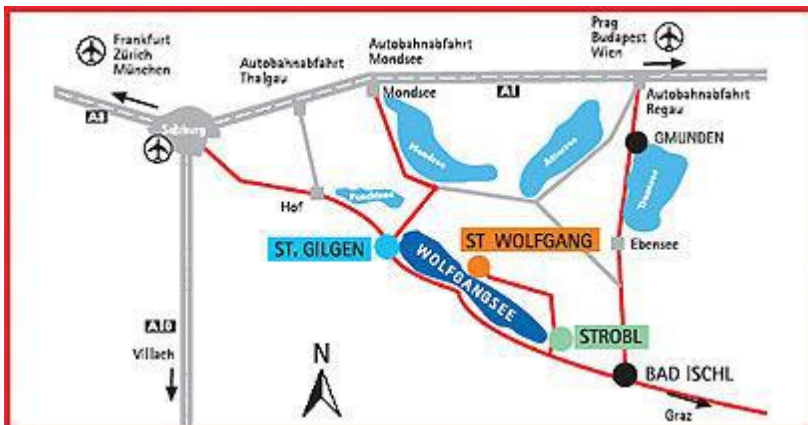 Frankfurt
Zürich
München
Autobahnabfahrt
Thalgau
Autobahnabfahrt
Mondsee
Mondsee
Prag
Budapest
Wien
A1
Autobahnabfahrt
Regau
Salzburg
Mondsee
Attersee
GMUNDEN
Traunsee
Fuschlsee
Hof
ST. GILGEN
WOLFGANGSEE
ST WOLFGANG
Ebensee
A10
Villach
N
STROBL
BAD ISCHL
Graz